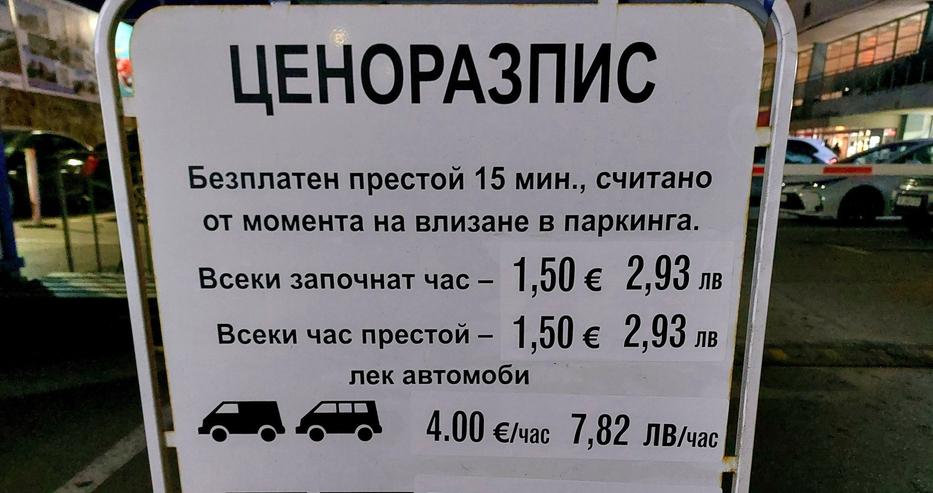 ЦЕНОРАЗПИС
Безплатен престой 15 мин., считано
от момента на влизане в паркинга.
Всеки започнат час – 1,50 € 2,93 лв
Всеки час престой – 1,50 € 2,93 лв
лек автомоби
4.00 €/час 7,82 ЛВ/час